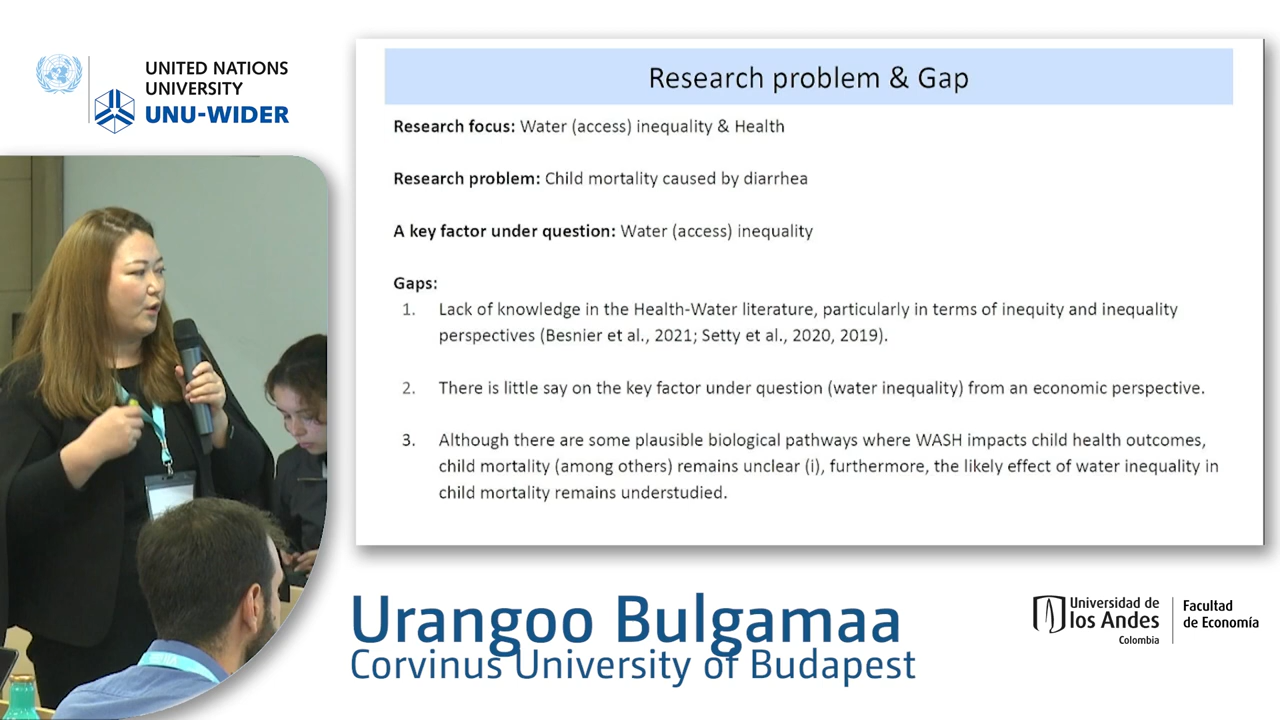 UNITED NATIONS
UNIVERSITY
UNU-WIDER
Research problem & Gap
Research focus: Water (access) inequality & Health
Research problem: Child mortality caused by diarrhea
A key factor under question: Water (access) inequality
Gaps:
1. Lack of knowledge in the Health-Water literature, particularly in terms of inequity and inequality
perspectives (Besnier et al., 2021; Setty et al., 2020, 2019).
2. There is little say on the key factor under question (water inequality) from an economic perspective.
3. Although there are some plausible biological pathways where WASH impacts child health outcomes,
child mortality (among others) remains unclear (i), furthermore, the likely effect of water inequality in
child mortality remains understudied.
Urangoo Bulgamaa
Corvinus University of Budapest
Universidad de
los Andes
Colombia
Facultad
de Economía